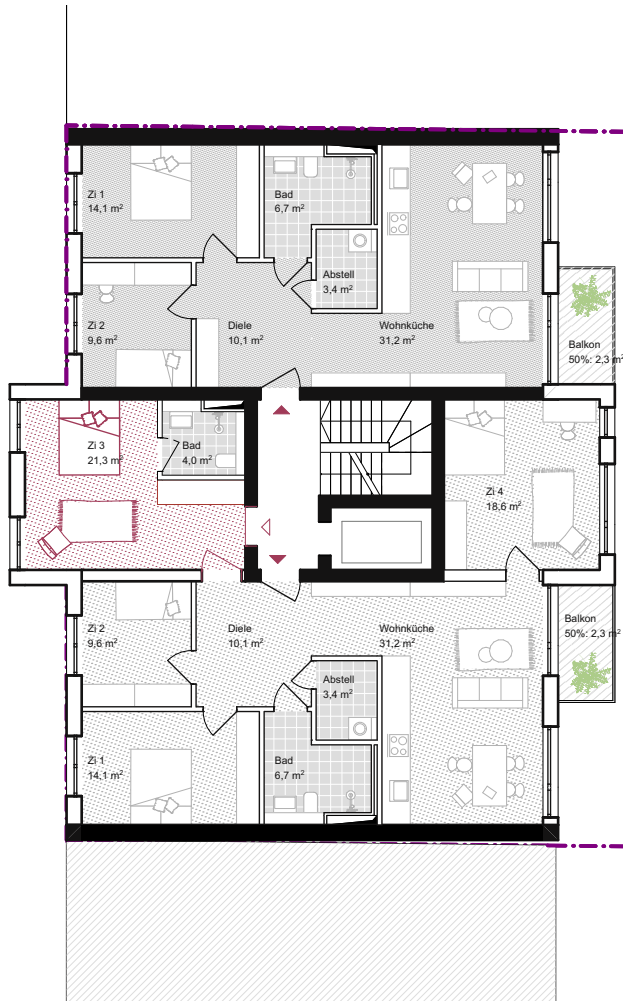 Zi 1
14,1 m²
Bad
6,7 m²
Abstell
3,4 m²
Zi 2
9,6 m²
Diele
10,1 m²
Wohnküche
31,2 m²
Balkon
50%: 2,3 m²
Zi 3
21,3 m²
Bad
4,0 m²
Zi 4
18,6 m²
Zi 2
9,6 m²
Diele
10,1 m²
Wohnküche
31,2 m²
Balkon
50%: 2,3 m²
Abstell
3,4 m²
Zi 1
14,1 m²
Bad
6,7 m²